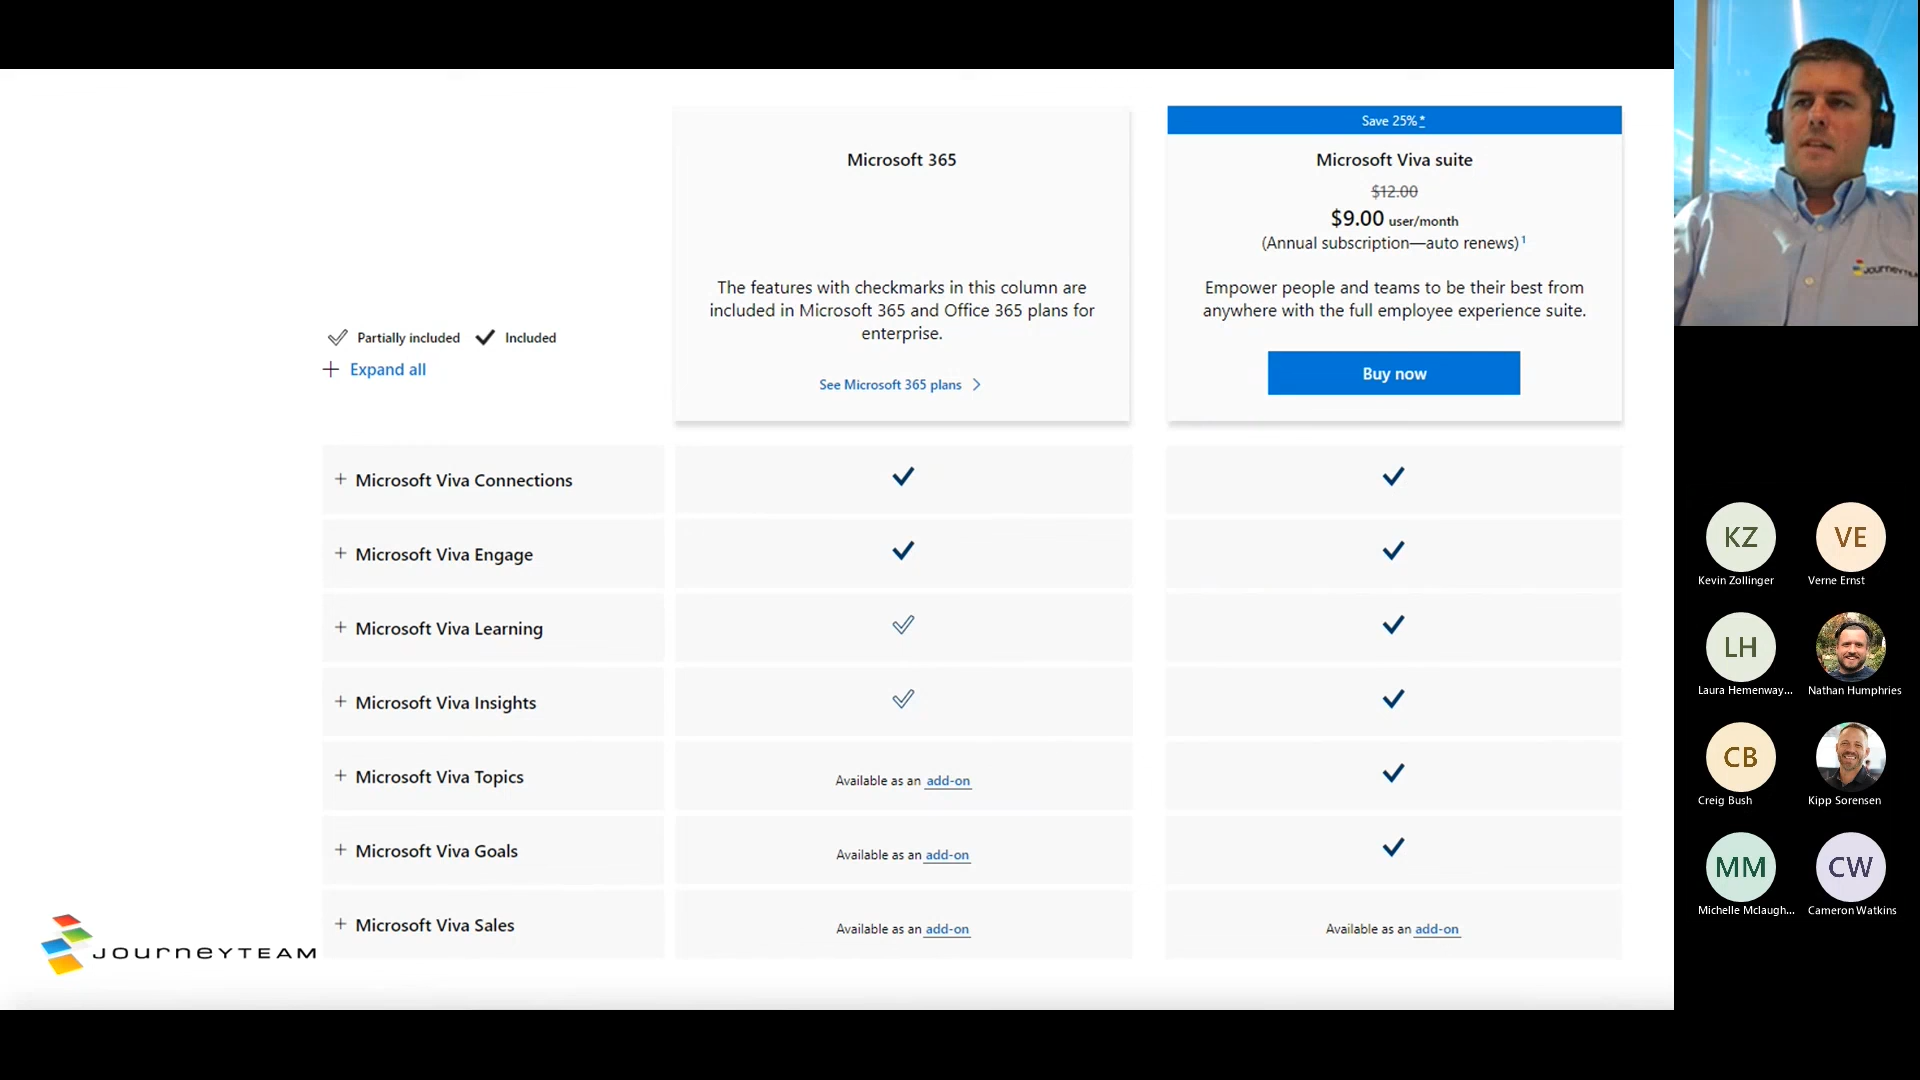 Save 25%*
Microsoft 365
Microsoft Viva suite
$12.00
$9.00 user/month
(Annual subscription—auto renews)¹
The features with checkmarks in this column are
included in Microsoft 365 and Office 365 plans for
enterprise.
Empower people and teams to be their best from
anywhere with the full employee experience suite.
Partially included
Included
Expand all
See Microsoft 365 plans
Buy now
Microsoft Viva Connections
Microsoft Viva Engage
Microsoft Viva Learning
Microsoft Viva Insights
Microsoft Viva Topics
Available as an add-on
Microsoft Viva Goals
Available as an add-on
Microsoft Viva Sales
Available as an add-on
Available as an add-on
JOURNEYTEAM
KZ
Kevin Zollinger
VE
Verne Ernst
LH
Laura Hemenway...
Nathan Humphries
CB
Creig Bush
Kipp Sorensen
MM
Michelle Mclaugh...
CW
Cameron Watkins